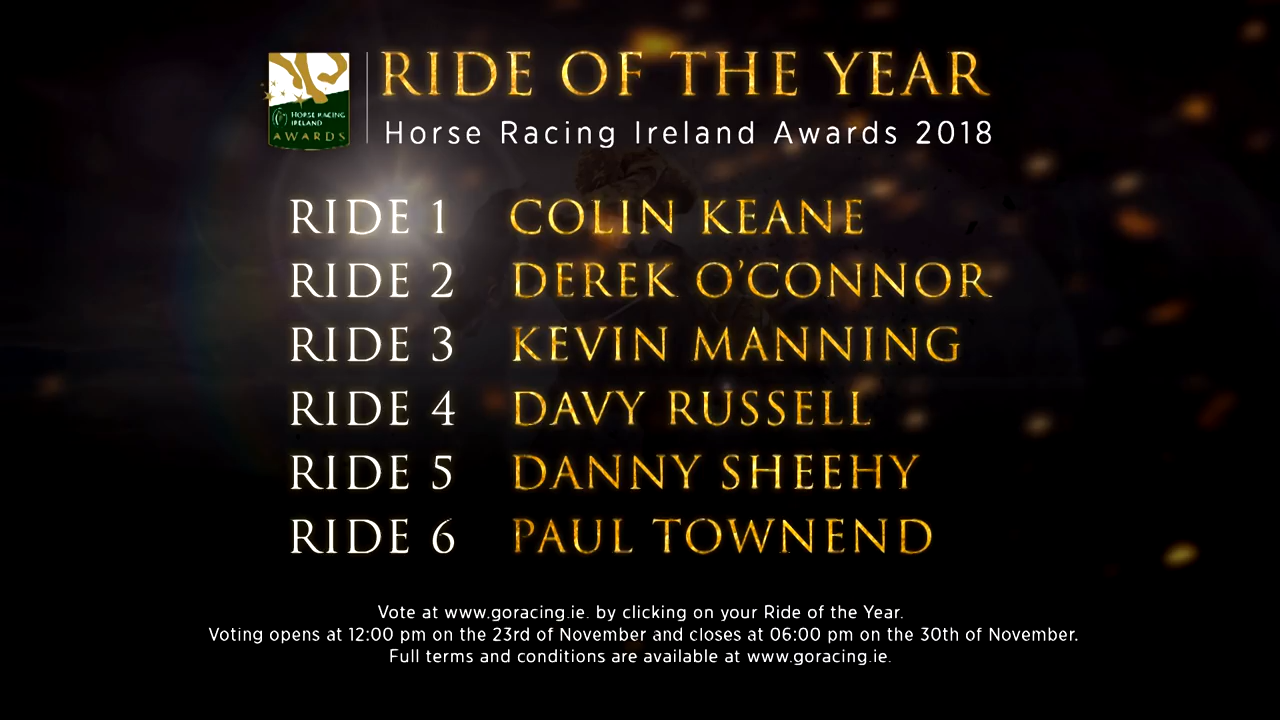 RIDE OF THE YEAR
HORSE RACING
IRELAND
AWARDS
Horse Racing Ireland Awards 2018
RIDE 1 COLIN KEANE
RIDE 2 DEREK O'CONNOR
RIDE 3 KEVIN MANNING
RIDE 4 DAVY RUSSELL
RIDE 5 DANNY SHEEHY
RIDE 6 PAUL TOWNEND
Vote at www.goracing.ie. by clicking on your Ride of the Year.
Voting opens at 12:00 pm on the 23rd of November and closes at 06:00 pm on the 30th of November.
Full terms and conditions are available at www.goracing.ie.